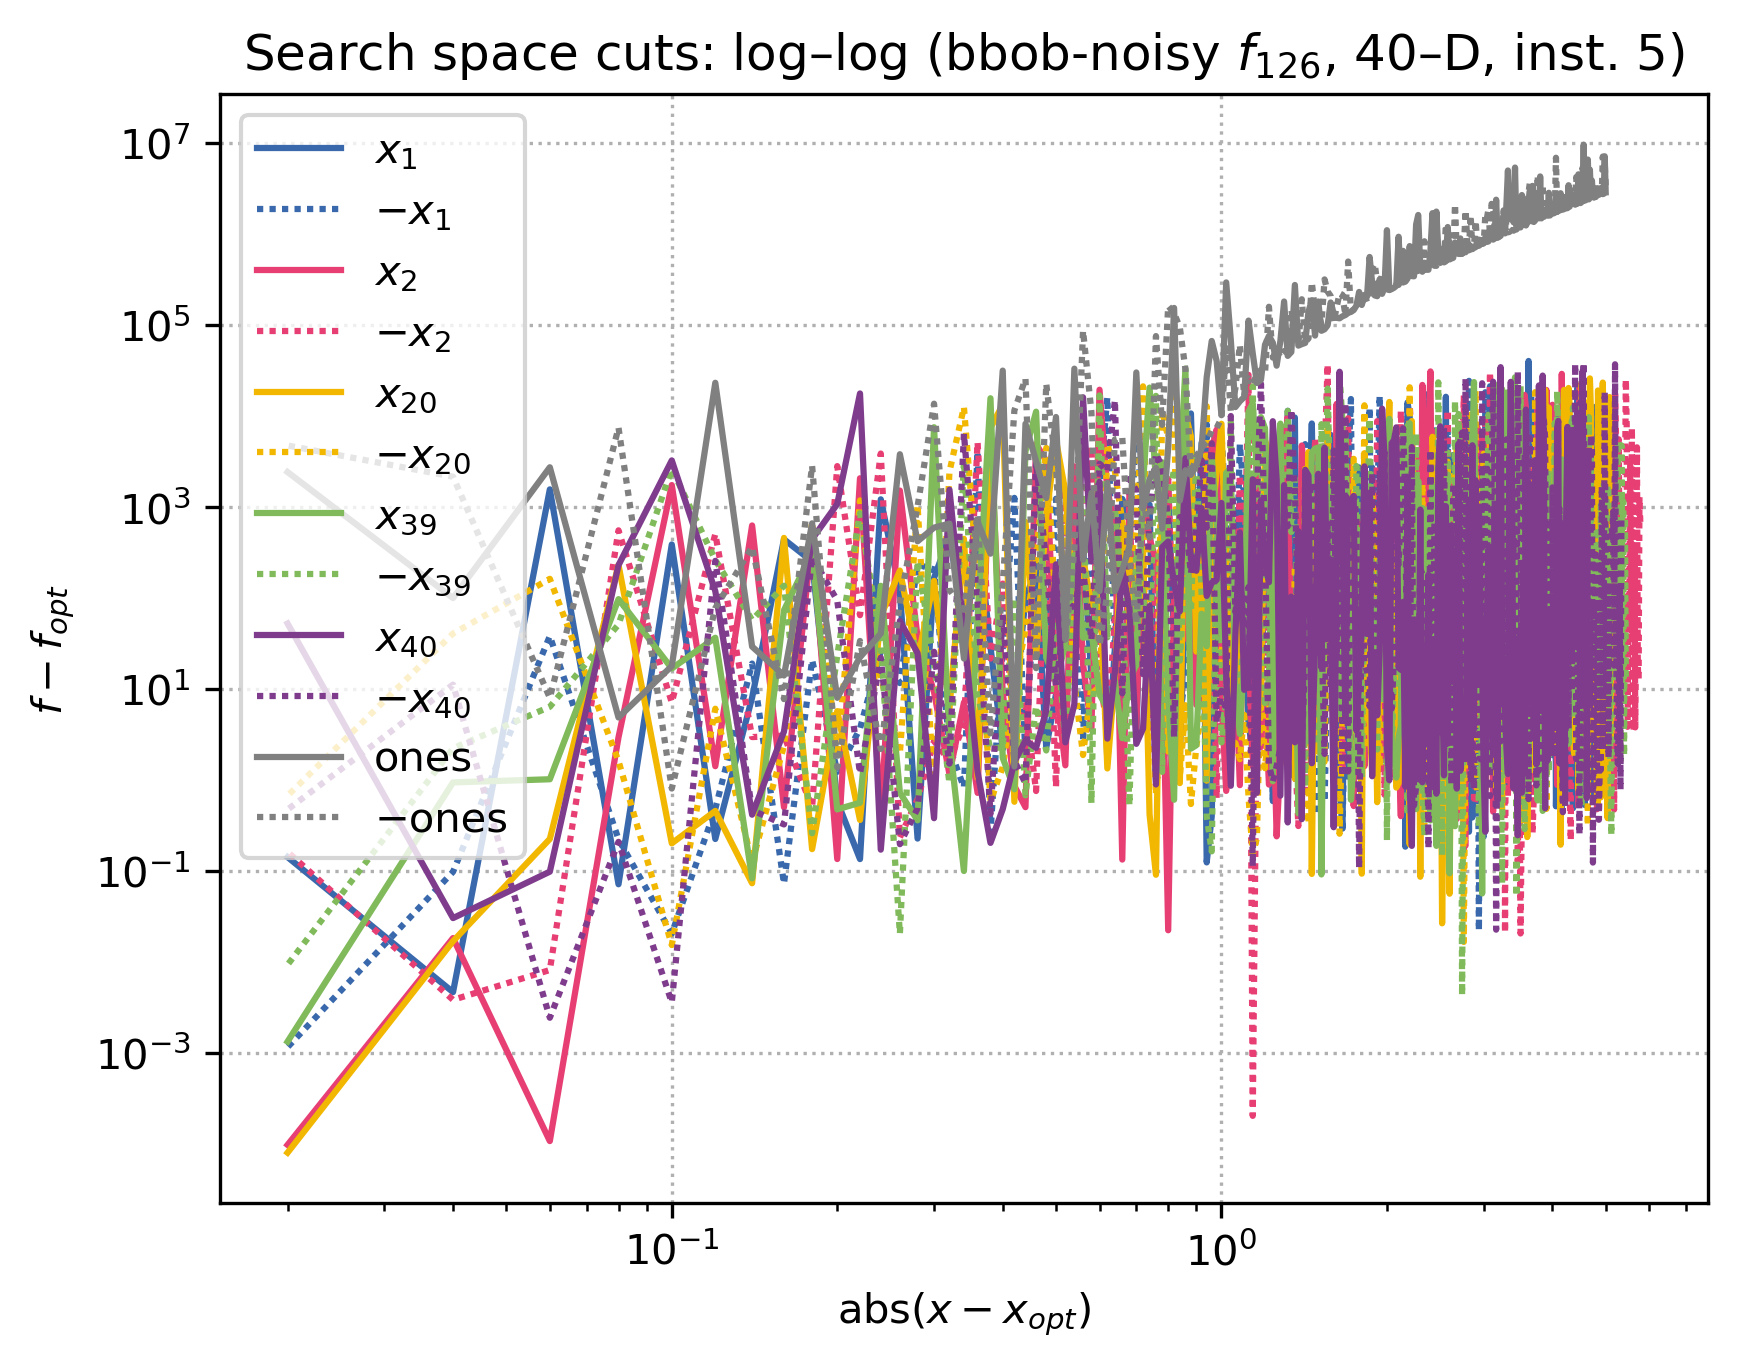 Search space cuts: log–log (bbob-noisy f126, 40–D, inst. 5)
10^7
10^5
10^3
10^1
10^−1
10^−3
f − fopt
x1
−x1
x2
−x2
x20
−x20
x39
−x39
x40
−x40
ones
−ones
10^−1
10^0
abs(x − xopt)